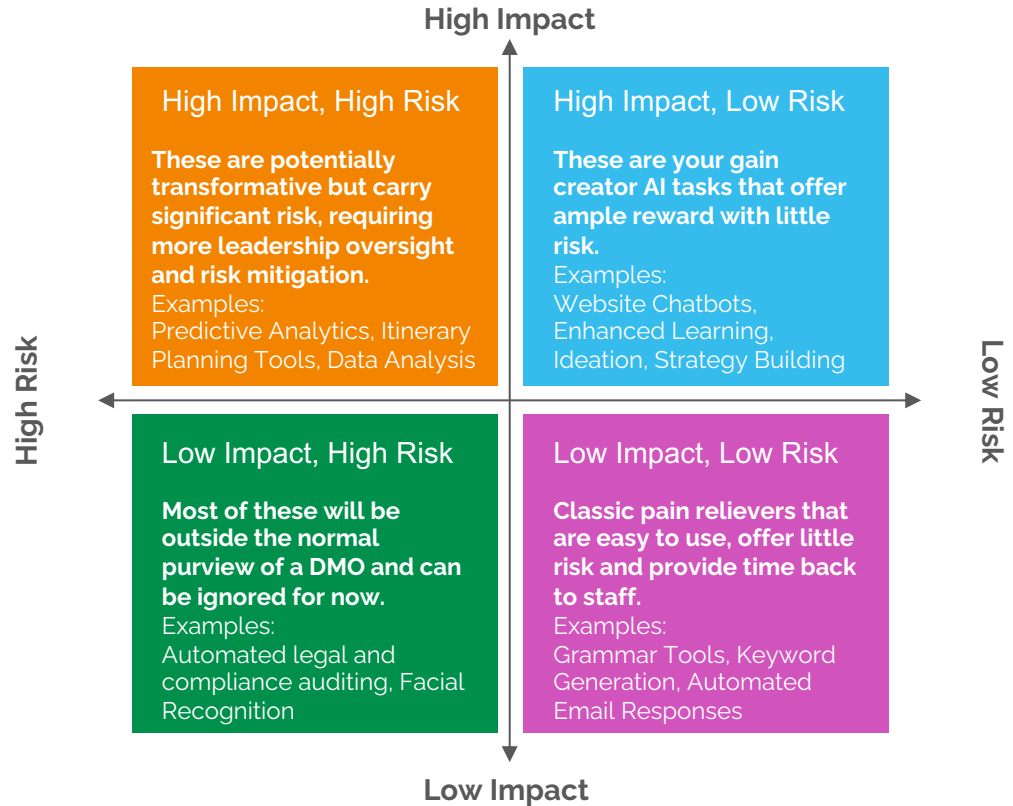 High Impact
High Impact, High Risk
These are potentially
transformative but carry
significant risk, requiring
more leadership oversight
and risk mitigation.
Examples:
Predictive Analytics, Itinerary
Planning Tools, Data Analysis
High Impact, Low Risk
These are your gain
creator AI tasks that offer
ample reward with little
risk.
Examples:
Website Chatbots,
Enhanced Learning,
Ideation, Strategy Building
High Risk
Low Risk
Low Impact, High Risk
Most of these will be
outside the normal
purview of a DMO and can
be ignored for now.
Examples:
Automated legal and
compliance auditing, Facial
Recognition
Low Impact, Low Risk
Classic pain relievers that
are easy to use, offer little
risk and provide time back
to staff.
Examples:
Grammar Tools, Keyword
Generation, Automated
Email Responses
Low Impact